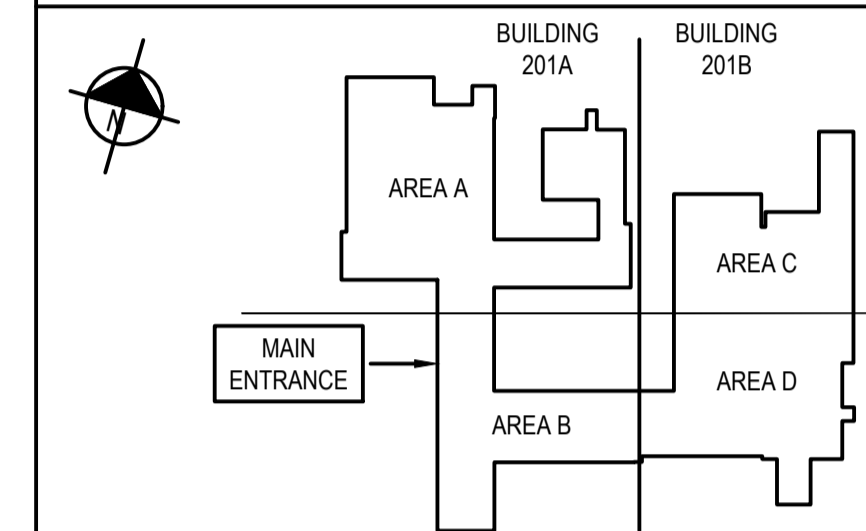 BUILDING
201A
BUILDING
201B
N
AREA A
AREA C
MAIN
ENTRANCE
AREA D
AREA B